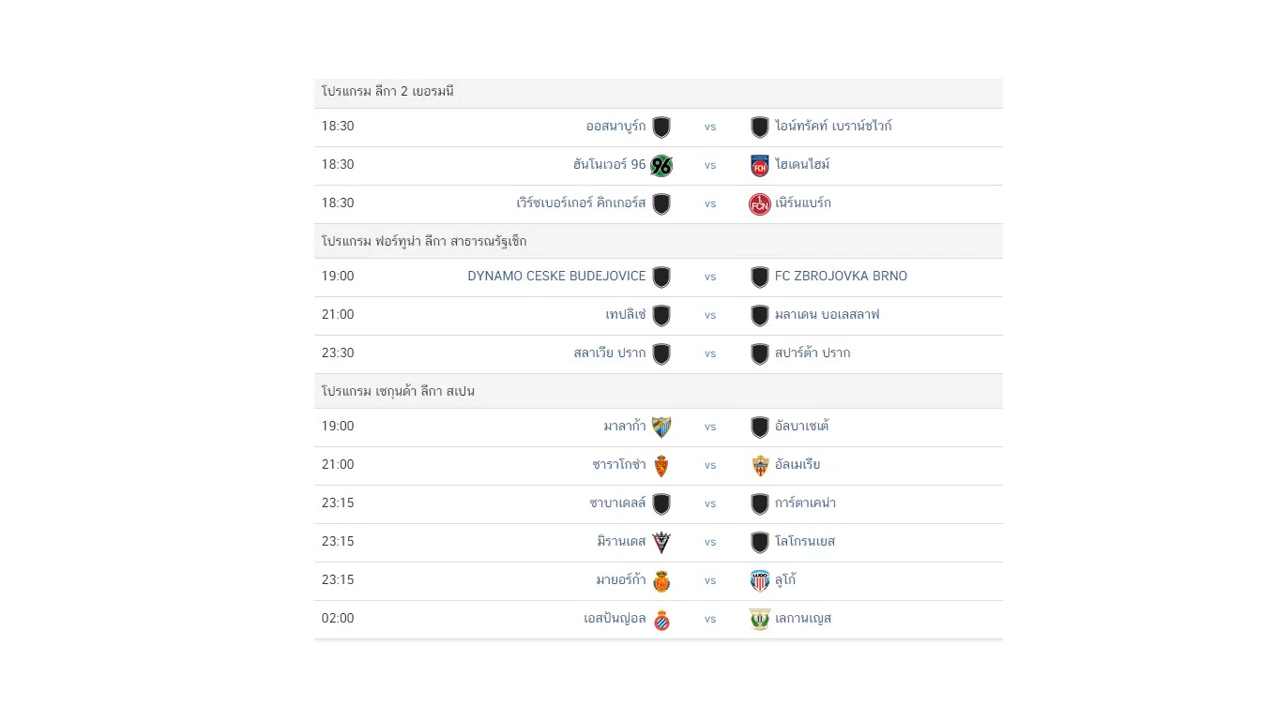 โปรแกรม ลีกา 2 เยอรมนี
18:30 ออสนาบูร์ก vs ไอน์ทรัคท์ เบราน์ชไวก์
18:30 ฮันโนเวอร์ 96 96 vs FCH ไฮเดนไฮม์
18:30 เวิร์ซเบอร์เกอร์ คิกเกอร์ส vs 1. FCN เนิร์นแบร์ก
โปรแกรม ฟอร์ทูน่า ลีกา สาธารณรัฐเช็ก
19:00 DYNAMO CESKE BUDEJOVICE vs FC ZBROJOVKA BRNO
21:00 เทปลิเซ่ vs มลาเดน บอเลสลาฟ
23:30 สลาเวีย ปราก vs สปาร์ต้า ปราก
โปรแกรม เซกุนด้า ลีกา สเปน
19:00 มาลาก้า vs อัลบาเซเต้
21:00 ซาราโกซ่า vs อัลเมเรีย
23:15 ซาบาเดลล์ vs การ์ตาเคน่า
23:15 มิรานเดส vs โลโกรนเยส
23:15 มายอร์ก้า vs LUGO ลูโก้
02:00 เอสปันญ่อล vs เลกานเญส